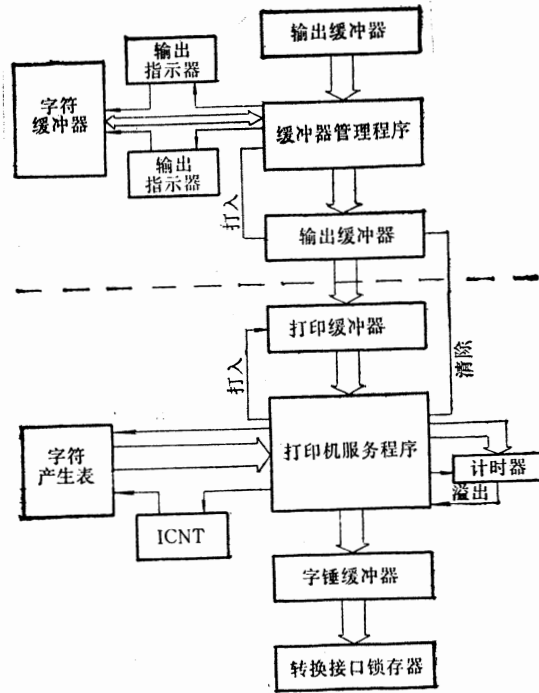 输出缓冲器
输出
指示器
字符
缓冲器
缓冲器管理程序
输出
指示器
打入
输出缓冲器
打印缓冲器
打入
清除
字符
产生表
打印机服务程序
计时器
溢出
ICNT
字锤缓冲器
转换接口锁存器